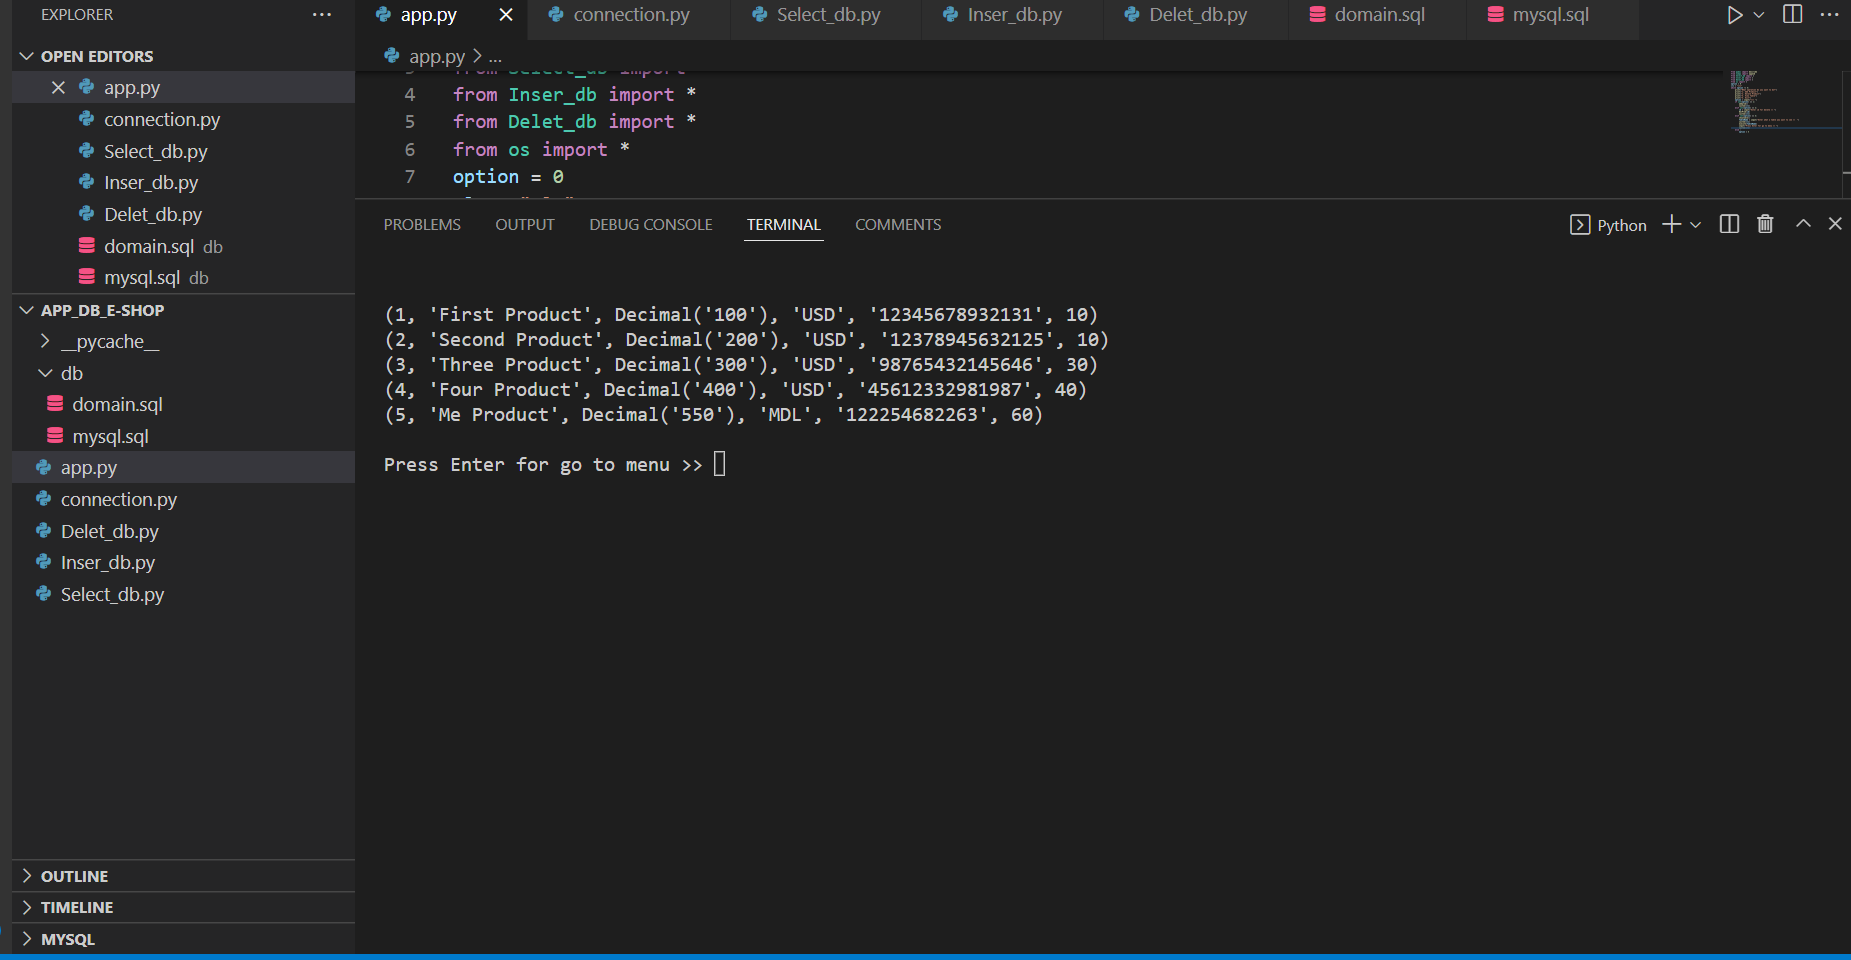 EXPLORER
OPEN EDITORS
app.py
connection.py
Select_db.py
Inser_db.py
Delet_db.py
domain.sql db
mysql.sql db
APP_DB_E-SHOP
__pycache__
db
domain.sql
mysql.sql
app.py
connection.py
Delet_db.py
Inser_db.py
Select_db.py
OUTLINE
TIMELINE
MYSQL
app.py connection.py Select_db.py Inser_db.py Delet_db.py domain.sql mysql.sql
app.py > ...
from Select_db import
4 from Inser_db import *
5 from Delet_db import *
6 from os import *
7 option = 0
PROBLEMS OUTPUT DEBUG CONSOLE TERMINAL COMMENTS Python
(1, 'First Product', Decimal('100'), 'USD', '12345678932131', 10)
(2, 'Second Product', Decimal('200'), 'USD', '12378945632125', 10)
(3, 'Three Product', Decimal('300'), 'USD', '98765432145646', 30)
(4, 'Four Product', Decimal('400'), 'USD', '45612332981987', 40)
(5, 'Me Product', Decimal('550'), 'MDL', '122254682263', 60)
Press Enter for go to menu >>